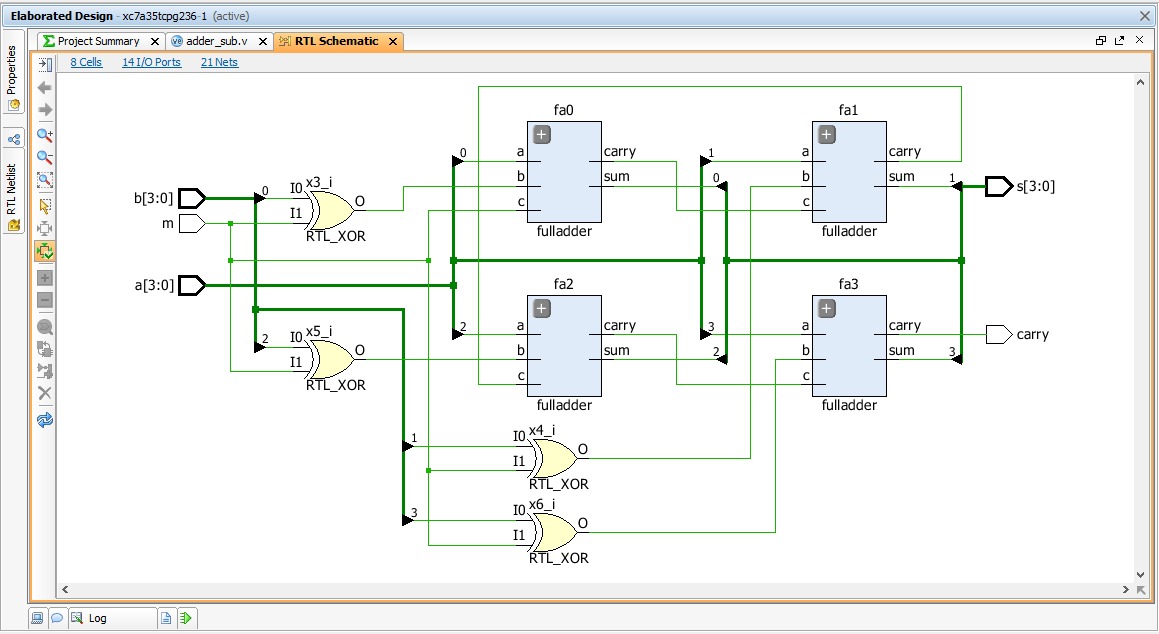 Elaborated Design - xc7a35tcpg236-1 (active)
Properties
RTL Netlist
Project Summary
adder_sub.v
RTL Schematic
8 Cells 14 I/O Ports 21 Nets
fa0
a
b
c
carry
sum
fulladder
0
fa1
a
b
c
carry
sum
fulladder
1
0
1
s[3:0]
b[3:0]
m
a[3:0]
0
x3_i
I0
I1
O
RTL_XOR
2
x5_i
I0
I1
O
RTL_XOR
fa2
2
a
b
c
carry
sum
fulladder
fa3
3
2
a
b
c
carry
sum
fulladder
3
carry
1
x4_i
I0
I1
O
RTL_XOR
3
x6_i
I0
I1
O
RTL_XOR
Log